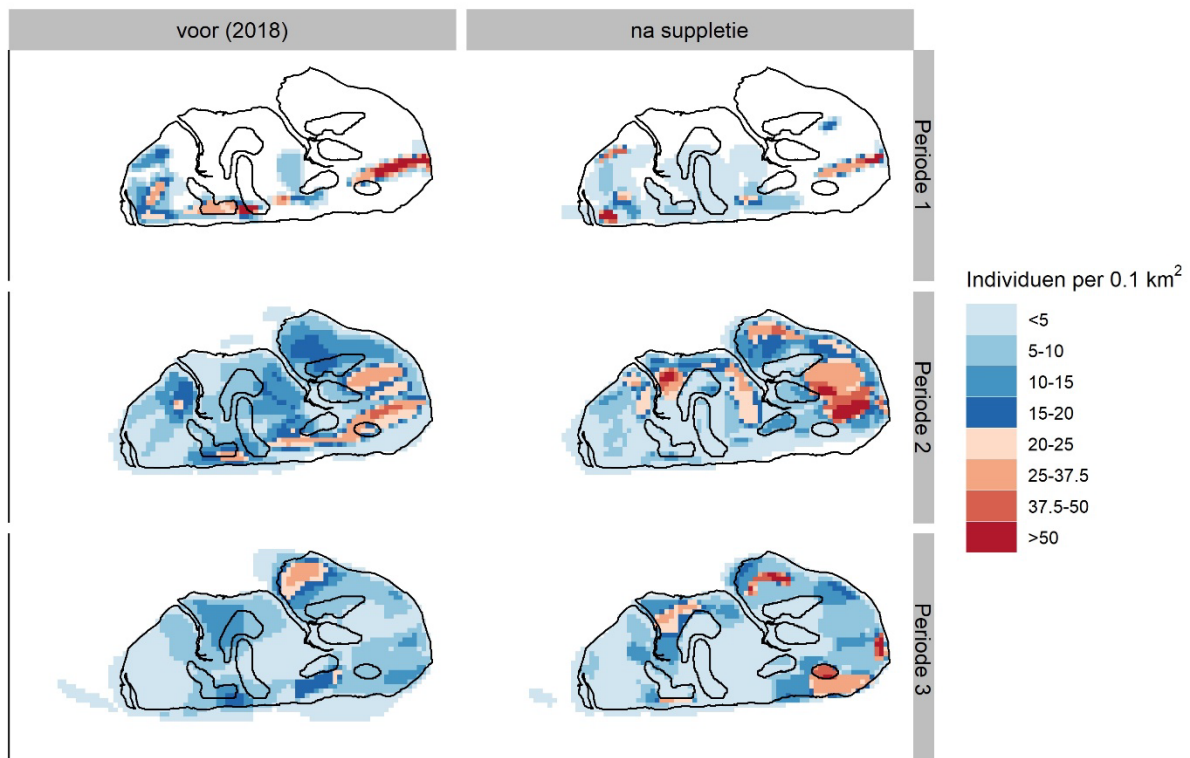 voor (2018)
na suppletie
Periode 1
Periode 2
Periode 3
Individuen per 0.1 km²
<5
5-10
10-15
15-20
20-25
25-37.5
37.5-50
>50